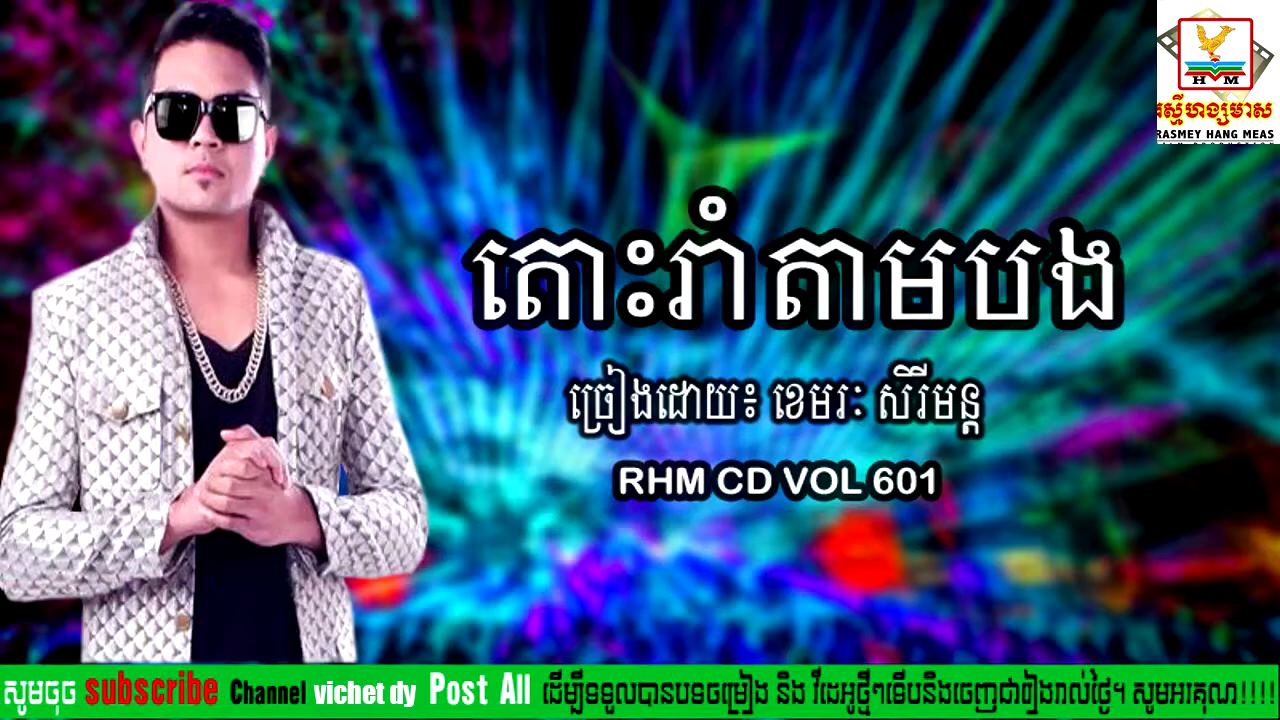 H M
រស្មីហង្សមាស
RASMEY HANG MEAS
តោះរាំតាមបង
ច្រៀងដោយ៖ ខេមរៈ សិរីមន្ត
RHM CD VOL 601
សូមចុច subscribe Channel vichet dy Post All ដើម្បីទទួលបានបទចម្រៀង និង វីដេអូថ្មីៗទើបនិងចេញជារៀងរាល់ថ្ងៃ។ សូមអរគុណ!!!!